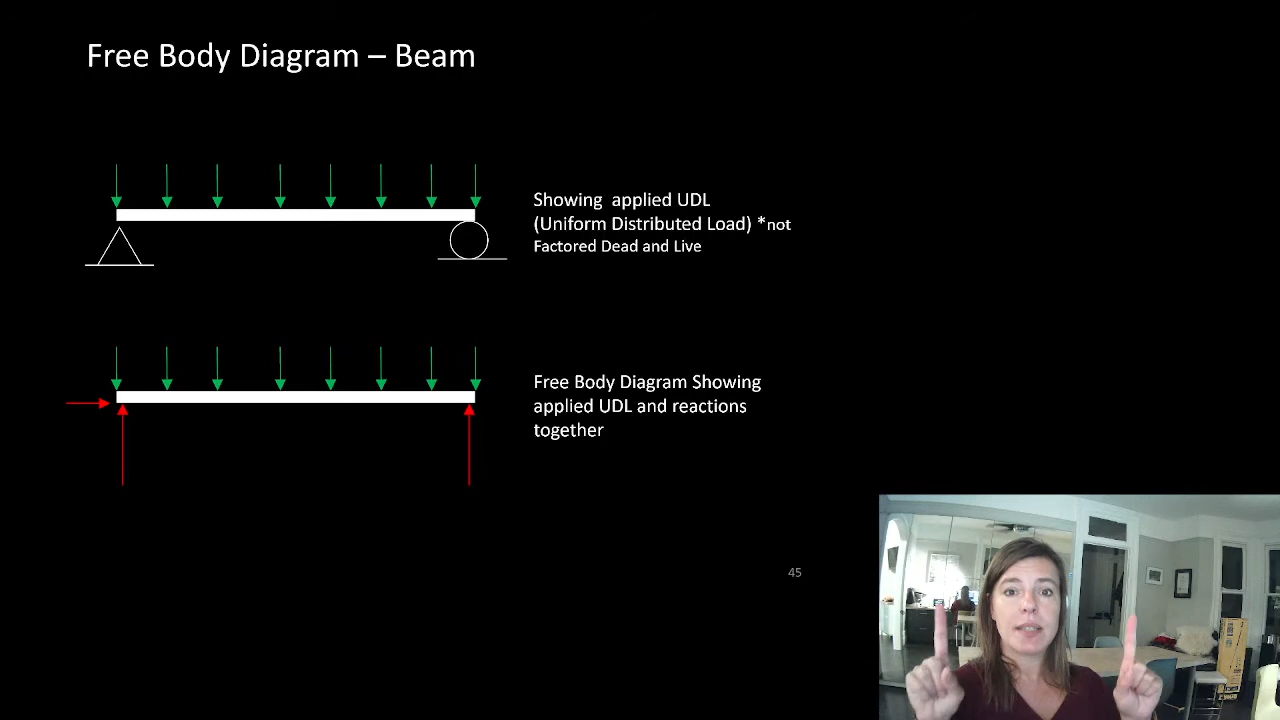 Free Body Diagram – Beam
Showing applied UDL
(Uniform Distributed Load) *not
Factored Dead and Live
Free Body Diagram Showing
applied UDL and reactions
together
45